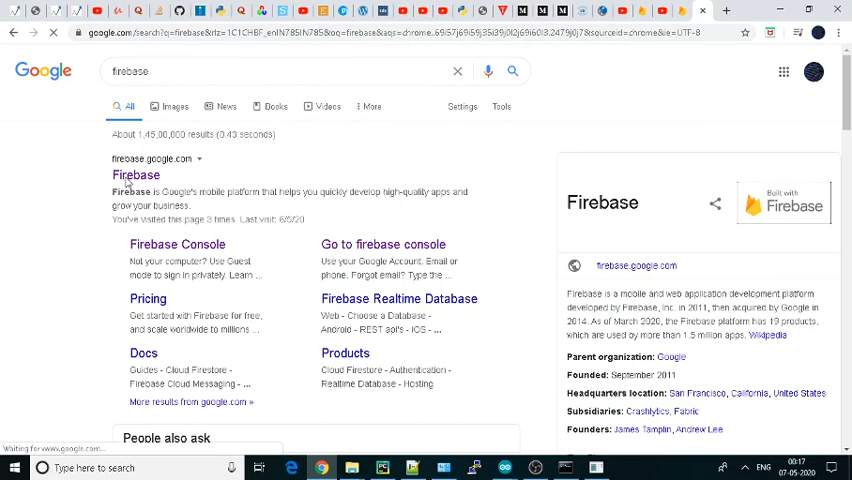 google.com/search?q=firebase&rlz=1C1CHBF_enIN785IN785&oq=firebase&aqs=chrome..69i57j69i59j35i39j0l2j69i60l3.2479j0j7&sourceid=chrome&ie=UTF-8
Google
firebase
All
Images
News
Books
Videos
More
Settings
Tools
About 1,45,00,000 results (0.43 seconds)
firebase.google.com
Firebase
Firebase is Google's mobile platform that helps you quickly develop high-quality apps and
grow your business.
You've visited this page 3 times. Last visit: 6/5/20
Firebase Console
Not your computer? Use Guest
mode to sign in privately. Learn ...
Go to firebase console
Use your Google Account. Email or
phone. Forgot email? Type the ...
Pricing
Get started with Firebase for free,
and scale worldwide to millions ...
Firebase Realtime Database
Web - Choose a Database -
Android - REST api's - iOS - ...
Docs
Guides - Cloud Firestore -
Firebase Cloud Messaging - ...
Products
Cloud Firestore - Authentication -
Realtime Database - Hosting
More results from google.com »
People also ask
Firebase
Built with
Firebase
firebase.google.com
Firebase is a mobile and web application development platform
developed by Firebase, Inc. in 2011, then acquired by Google in
2014. As of March 2020, the Firebase platform has 19 products,
which are used by more than 1.5 million apps. Wikipedia
Parent organization: Google
Founded: September 2011
Headquarters location: San Francisco, California, United States
Subsidiaries: Crashlytics, Fabric
Founders: James Tamplin, Andrew Lee
Waiting for www.google.com...
Type here to search
ENG
00:17
07-05-2020